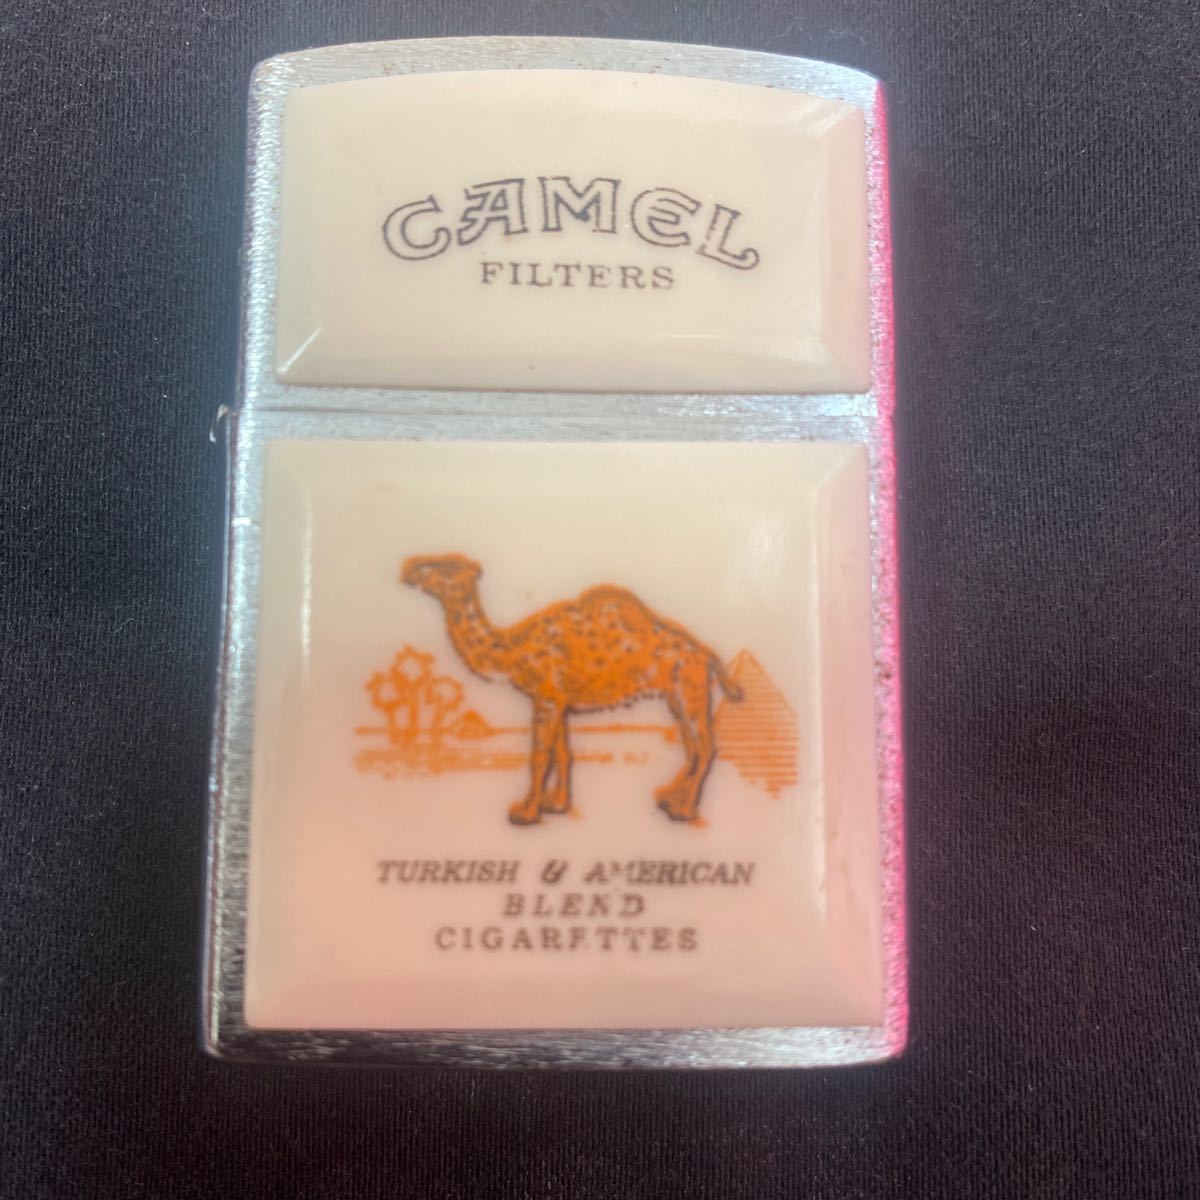 CAMEL
FILTERS
TURKISH & AMERICAN
BLEND
CIGARETTES